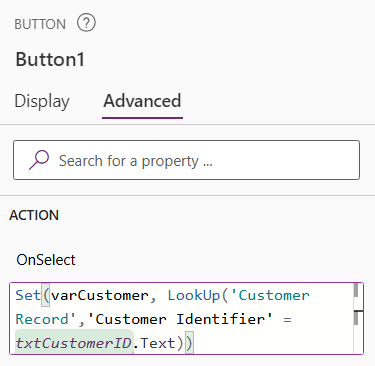 BUTTON ?
Button1
Display Advanced
Search for a property ...
ACTION
OnSelect
Set(varCustomer, LookUp('Customer
Record','Customer Identifier' =
txtCustomerID.Text))